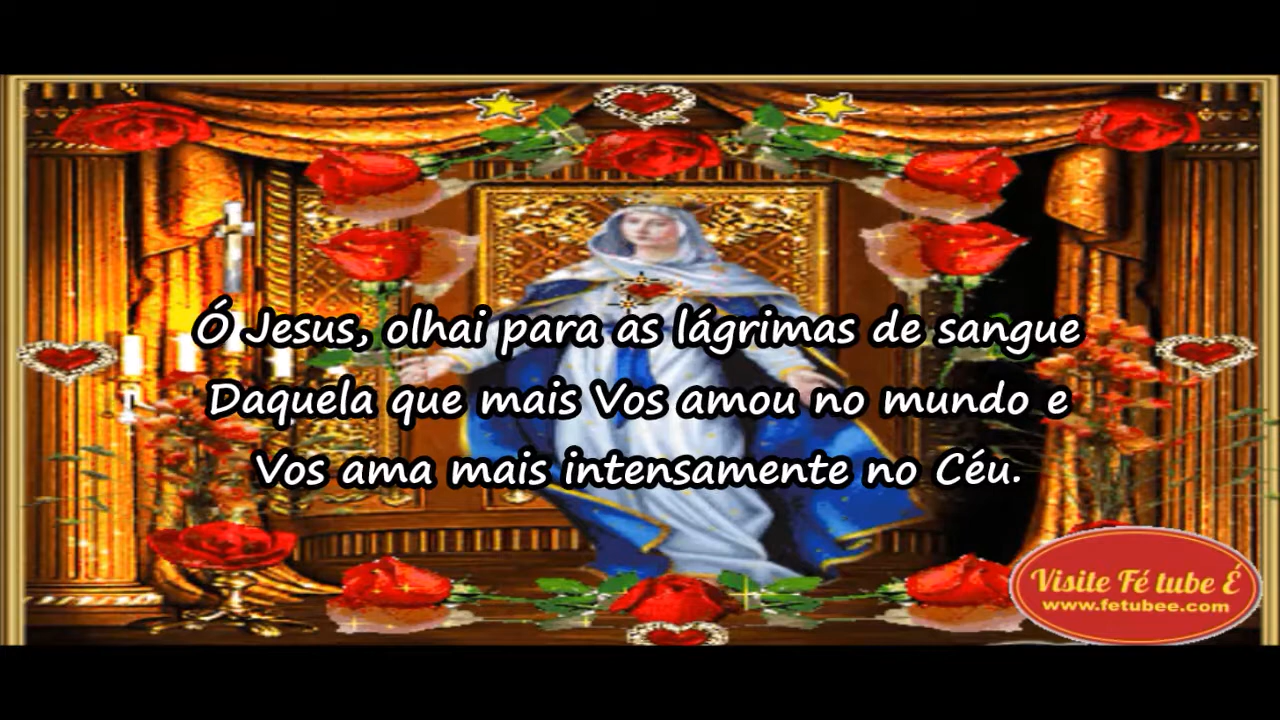 Ó Jesus, olhai para as lágrimas de sangue
Daquela que mais Vos amou no mundo e
Vos ama mais intensamente no Céu.
Visite Fé tube É
www.fetubee.com